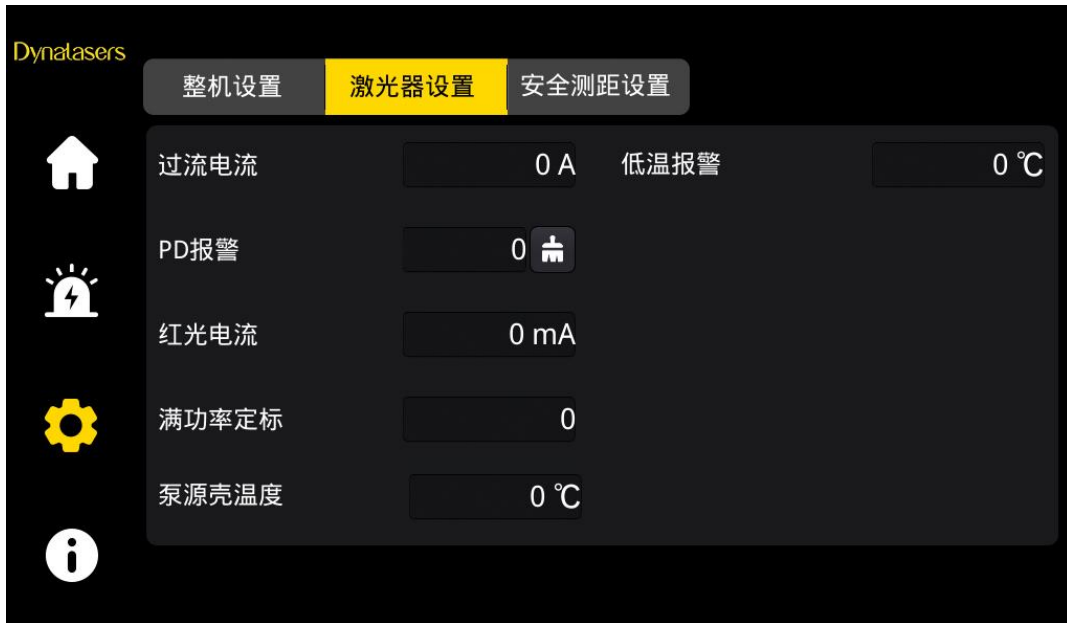 Dynalasers
整机设置 激光器设置 安全测距设置
过流电流 0 A 低温报警 0 ℃
PD报警 0
红光电流 0 mA
满功率定标 0
泵源壳温度 0 ℃